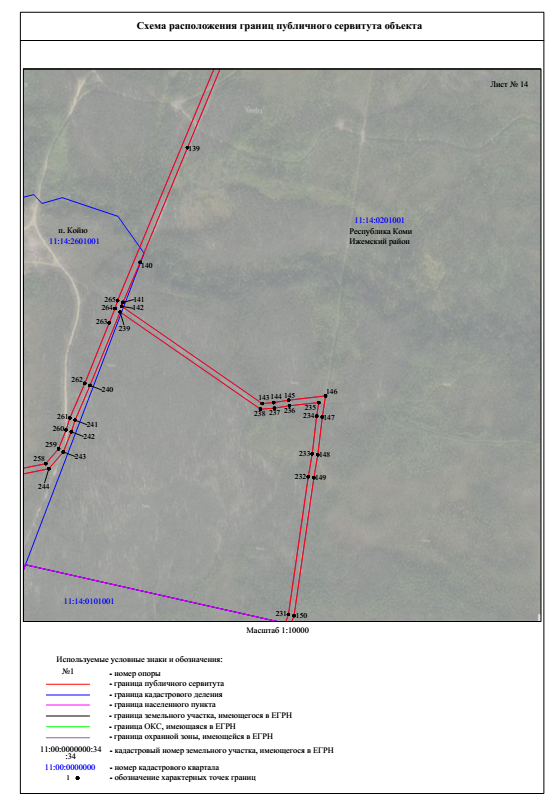 Схема расположения границ публичного сервитута объекта
Лист № 14
139
п. Койю
11:14:2601001
11:14:0201001
Республика Коми
Ижемский район
140
265
141
264
142
263
239
262
240
146
143
144
145
238
237
236
235
234
147
261
241
260
242
259
243
258
244
233
148
232
149
11:14:0101001
231
150
Масштаб 1:10000
Используемые условные знаки и обозначения:
№1 - номер опоры
- граница публичного сервитута
- граница кадастрового деления
- граница населенного пункта
- граница земельного участка, имеющегося в ЕГРН
- граница ОКС, имеющаяся в ЕГРН
- граница охранной зоны, имеющейся в ЕГРН
11:00:0000000:34 - кадастровый номер земельного участка, имеющегося в ЕГРН
:34
11:00:0000000 - номер кадастрового квартала
1 - обозначение характерных точек границ